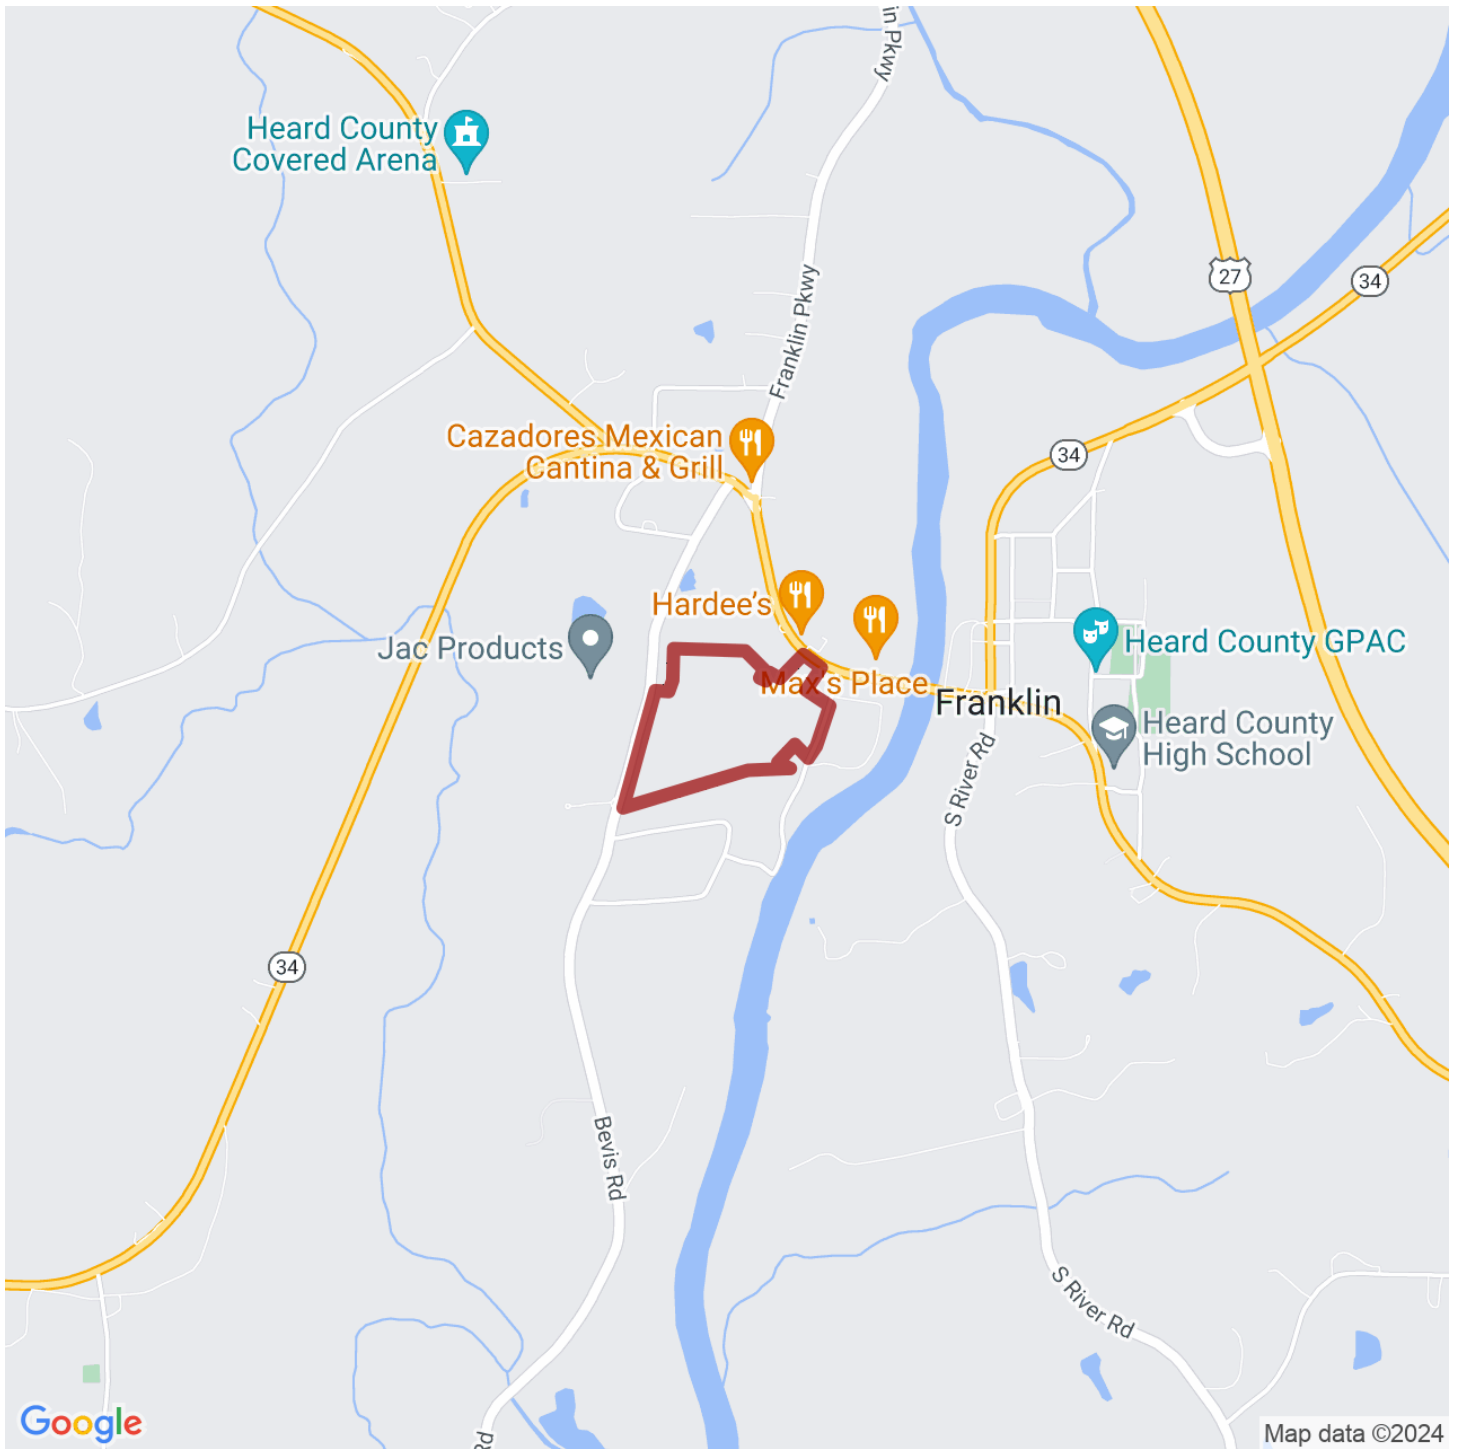 in Pkwy
Heard County
Covered Arena
27
34
Franklin Pkwy
Cazadores Mexican
Cantina & Grill
34
Hardee's
Jac Products
Heard County GPAC
Max's Place
Franklin
Heard County
High School
S River Rd
34
Bevis Rd
S River Rd
Rd
Google
Map data ©2024